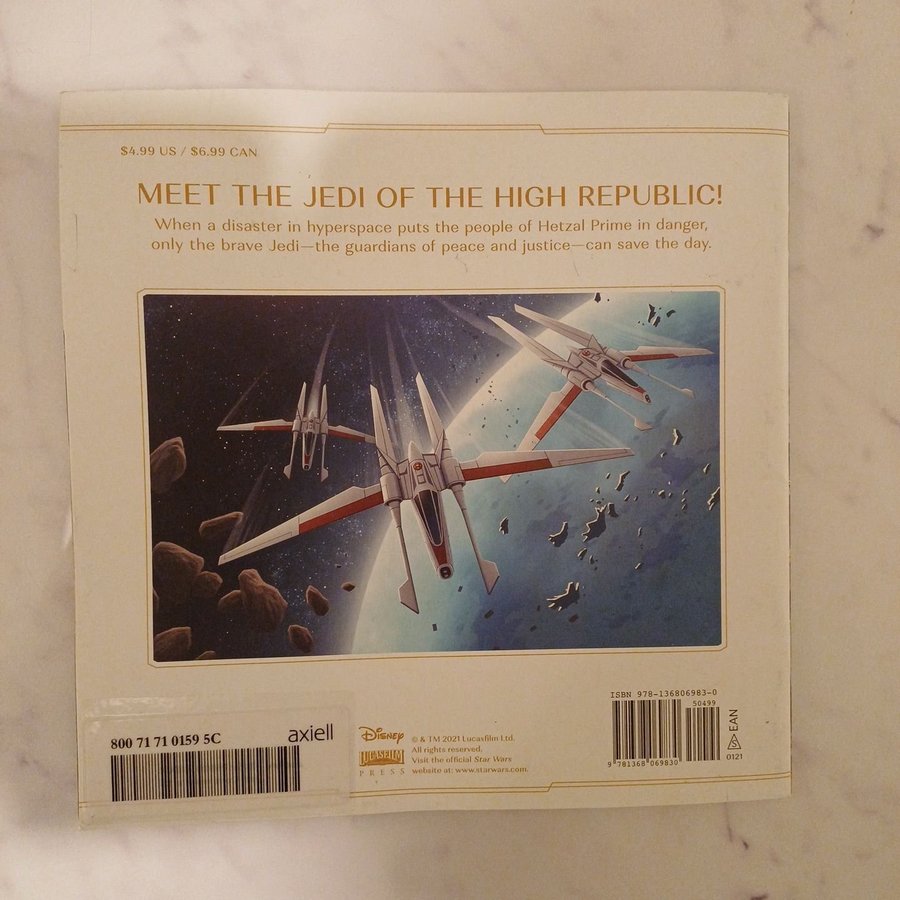 $4.99 US / $6.99 CAN
MEET THE JEDI OF THE HIGH REPUBLIC!
When a disaster in hyperspace puts the people of Hetzal Prime in danger,
only the brave Jedi—the guardians of peace and justice—can save the day.
800 71 71 0159 5C
axiell
Disney
LUCASFILM
PRESS
© & TM 2021 Lucasfilm Ltd.
All rights reserved.
Visit the official Star Wars
website at: www.starwars.com.
ISBN 978-136806983-0
50499
9 781368 069830
EAN
0121